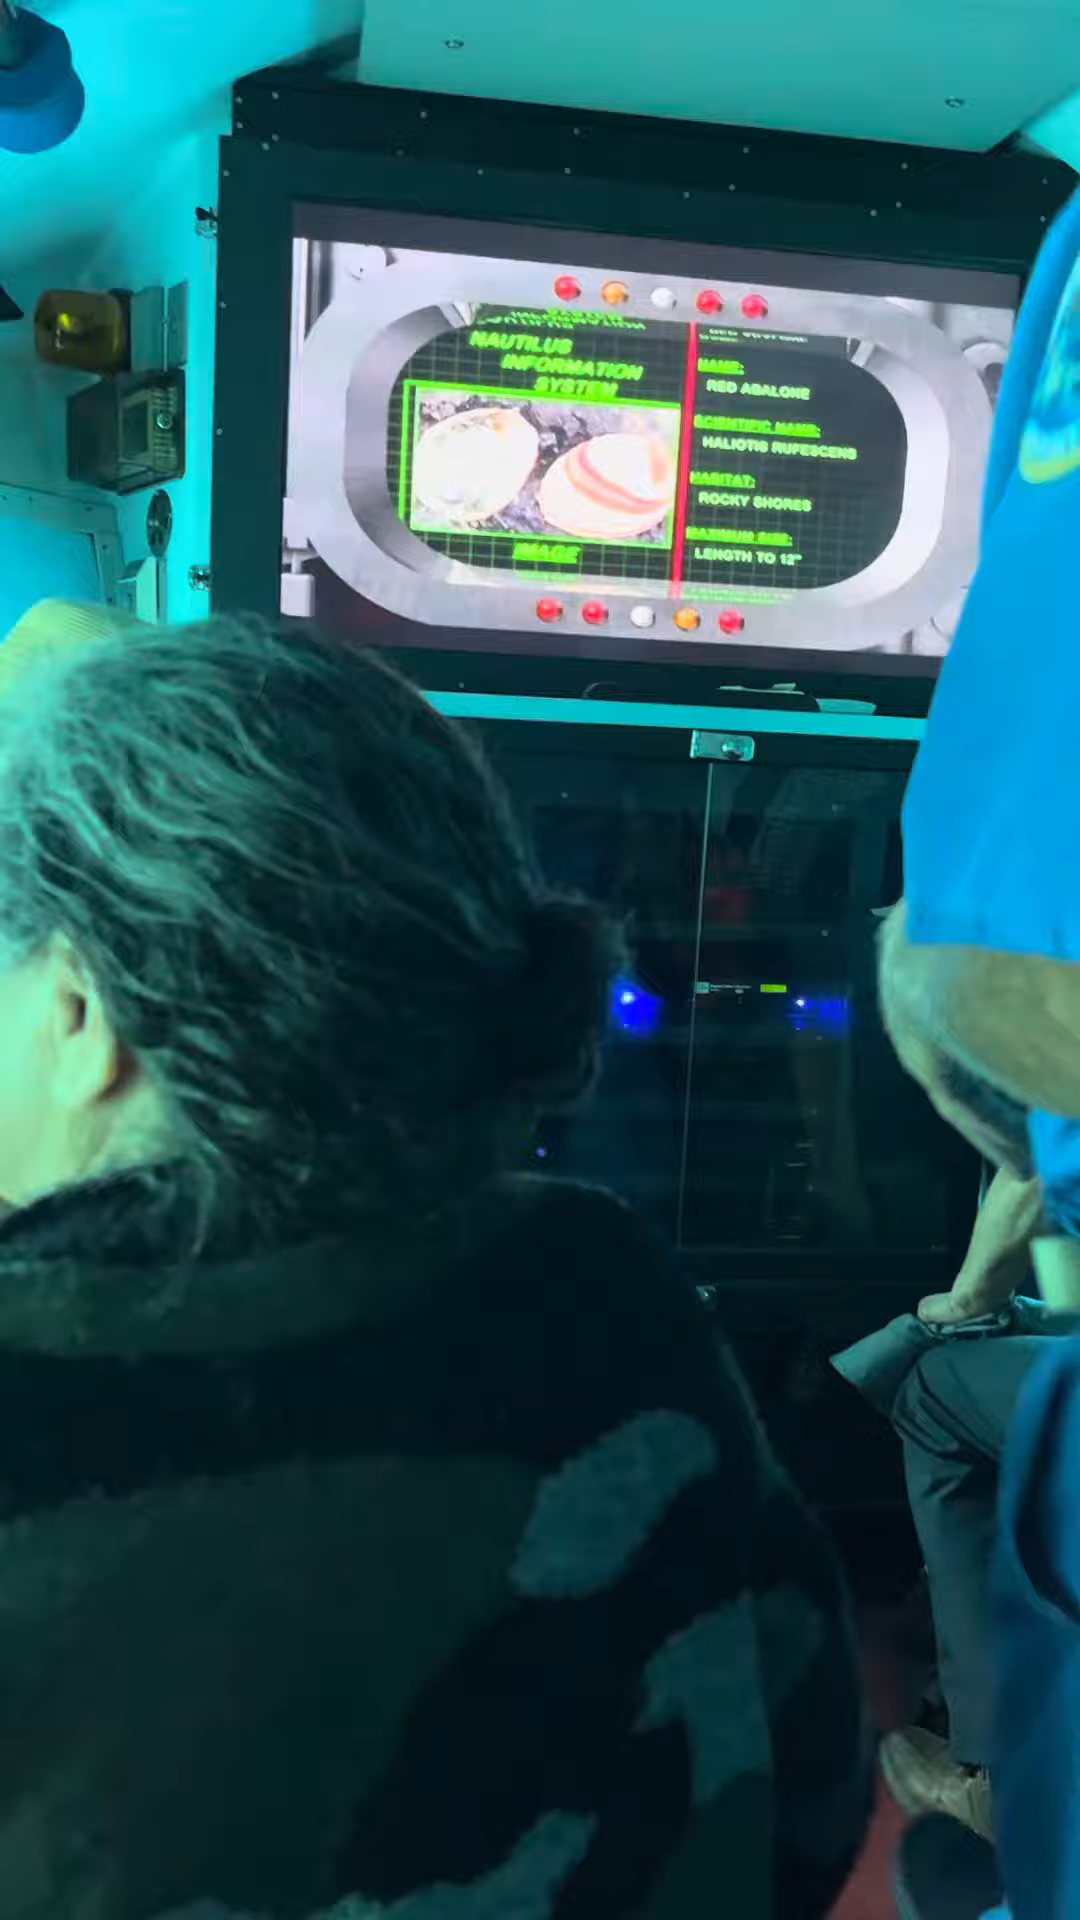 NAUTILUS
INFORMATION
SYSTEM
IMAGE
NAME:
RED ABALONE
SCIENTIFIC NAME:
HALIOTIS RUFESCENS
HABITAT:
ROCKY SHORES
MAXIMUM SIZE:
LENGTH TO 12"